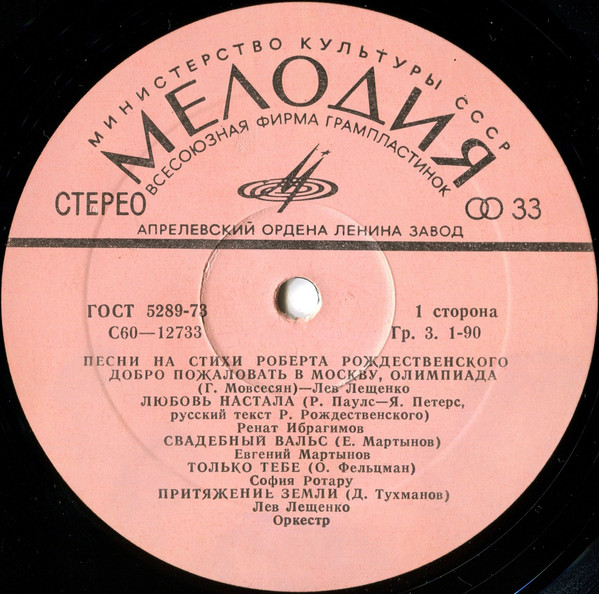 МИНИСТЕРСТВО КУЛЬТУРЫ СССР
МЕЛОДИЯ
ВСЕСОЮЗНАЯ ФИРМА ГРАМПЛАСТИНОК
СТЕРЕО
33
АПРЕЛЕВСКИЙ ОРДЕНА ЛЕНИНА ЗАВОД
ГОСТ 5289-73 1 сторона
С60—12733 Гр. 3. 1-90
ПЕСНИ НА СТИХИ РОБЕРТА РОЖДЕСТВЕНСКОГО
ДОБРО ПОЖАЛОВАТЬ В МОСКВУ, ОЛИМПИАДА
(Г. Мовсесян)—Лев Лещенко
ЛЮБОВЬ НАСТАЛА (Р. Паулс—Я. Петерс,
русский текст Р. Рождественского)
Ренат Ибрагимов
СВАДЕБНЫЙ ВАЛЬС (Е. Мартынов)
Евгений Мартынов
ТОЛЬКО ТЕБЕ (О. Фельцман)
София Ротару
ПРИТЯЖЕНИЕ ЗЕМЛИ (Д. Тухманов)
Лев Лещенко
Оркестр